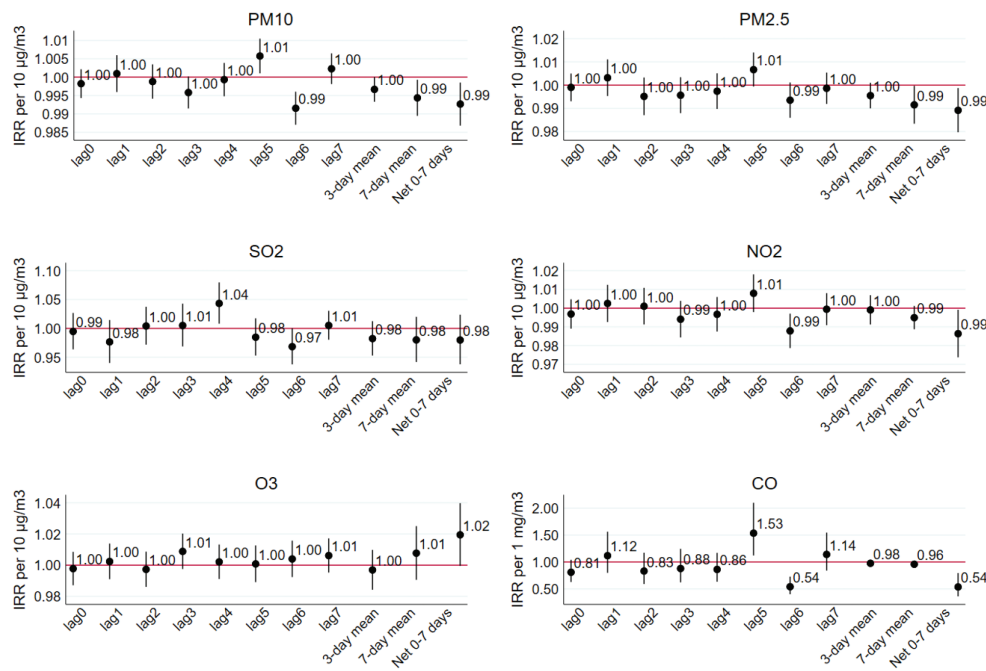 PM10
IRR per 10 µg/m3
1.01
1.005
1.00
0.995
0.99
0.985
1.00
1.00
1.00
1.00
1.00
1.01
0.99
1.00
1.00
0.99
0.99
lag0
lag1
lag2
lag3
lag4
lag5
lag6
lag7
3-day mean
7-day mean
Net 0-7 days
PM2.5
IRR per 10 µg/m3
1.02
1.01
1.00
0.99
0.98
1.00
1.00
1.00
1.00
1.00
1.01
0.99
1.00
1.00
0.99
0.99
lag0
lag1
lag2
lag3
lag4
lag5
lag6
lag7
3-day mean
7-day mean
Net 0-7 days
SO2
IRR per 10 µg/m3
1.10
1.05
1.00
0.95
0.99
0.98
1.00
1.01
1.04
0.98
0.97
1.01
0.98
0.98
0.98
lag0
lag1
lag2
lag3
lag4
lag5
lag6
lag7
3-day mean
7-day mean
Net 0-7 days
NO2
IRR per 10 µg/m3
1.02
1.01
1.00
0.99
0.98
0.97
1.00
1.00
1.00
0.99
1.00
1.01
0.99
1.00
1.00
0.99
0.99
lag0
lag1
lag2
lag3
lag4
lag5
lag6
lag7
3-day mean
7-day mean
Net 0-7 days
O3
IRR per 10 µg/m3
1.04
1.02
1.00
0.98
1.00
1.00
1.00
1.01
1.00
1.00
1.00
1.01
1.00
1.01
1.02
lag0
lag1
lag2
lag3
lag4
lag5
lag6
lag7
3-day mean
7-day mean
Net 0-7 days
CO
IRR per 1 mg/m3
2.00
1.50
1.00
0.50
0.81
1.12
0.83
0.88
0.86
1.53
0.54
1.14
0.98
0.96
0.54
lag0
lag1
lag2
lag3
lag4
lag5
lag6
lag7
3-day mean
7-day mean
Net 0-7 days